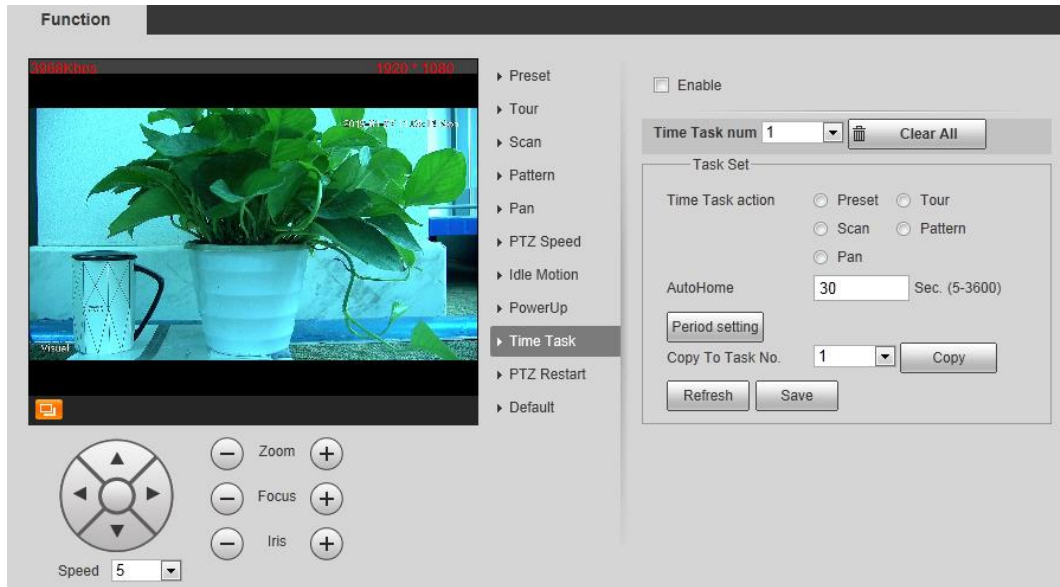 Function
3968Kbps 1920 * 1080
Visuel
Preset
Tour
Scan
Pattern
Pan
PTZ Speed
Idle Motion
PowerUp
Time Task
PTZ Restart
Default
Enable
Time Task num 1 Clear All
Task Set
Time Task action Preset Tour
Scan Pattern
Pan
AutoHome 30 Sec. (5-3600)
Period setting
Copy To Task No. 1 Copy
Refresh Save
Zoom
Focus
Iris
Speed 5